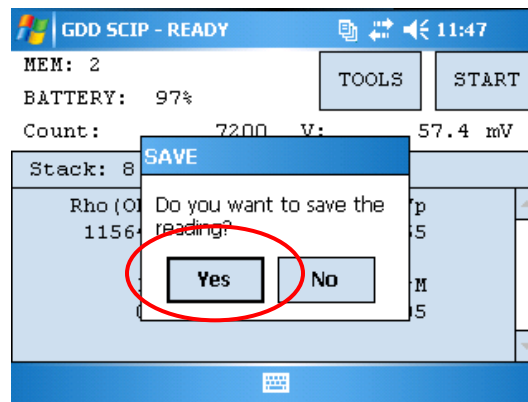 GDD SCIP - READY 11:47
MEM: 2
TOOLS START
BATTERY: 97%
Count: 7200 V: 57.4 mV
Stack: 8
SAVE
Do you want to save the
reading?
Yes No